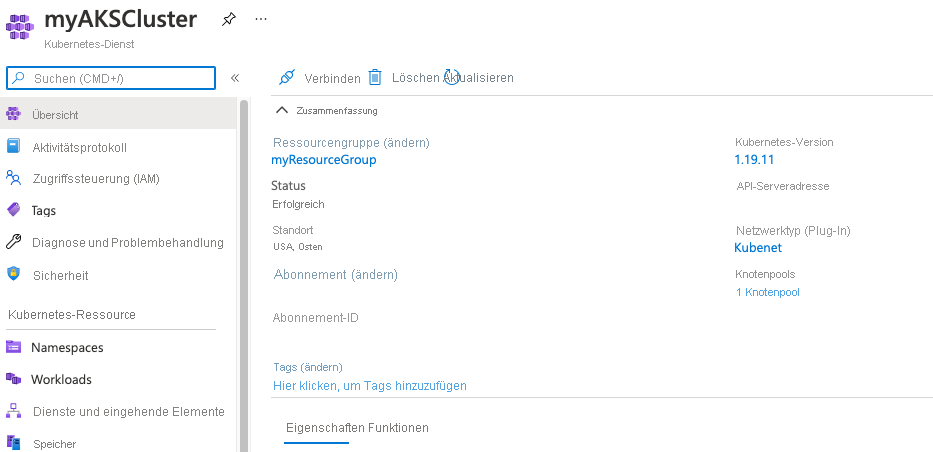 myAKSCluster
...
Kubernetes-Dienst
Suchen (CMD+/)
«
Übersicht
Aktivitätsprotokoll
Zugriffssteuerung (IAM)
Tags
Diagnose und Problembehandlung
Sicherheit
Kubernetes-Ressource
Namespaces
Workloads
Dienste und eingehende Elemente
Speicher
Verbinden Löschen Aktualisieren
Zusammenfassung
Ressourcengruppe (ändern)
myResourceGroup
Status
Erfolgreich
Standort
USA, Osten
Abonnement (ändern)
Abonnement-ID
Tags (ändern)
Hier klicken, um Tags hinzuzufügen
Kubernetes-Version
1.19.11
API-Serveradresse
Netzwerktyp (Plug-In)
Kubenet
Knotenpools
1 Knotenpool
Eigenschaften Funktionen